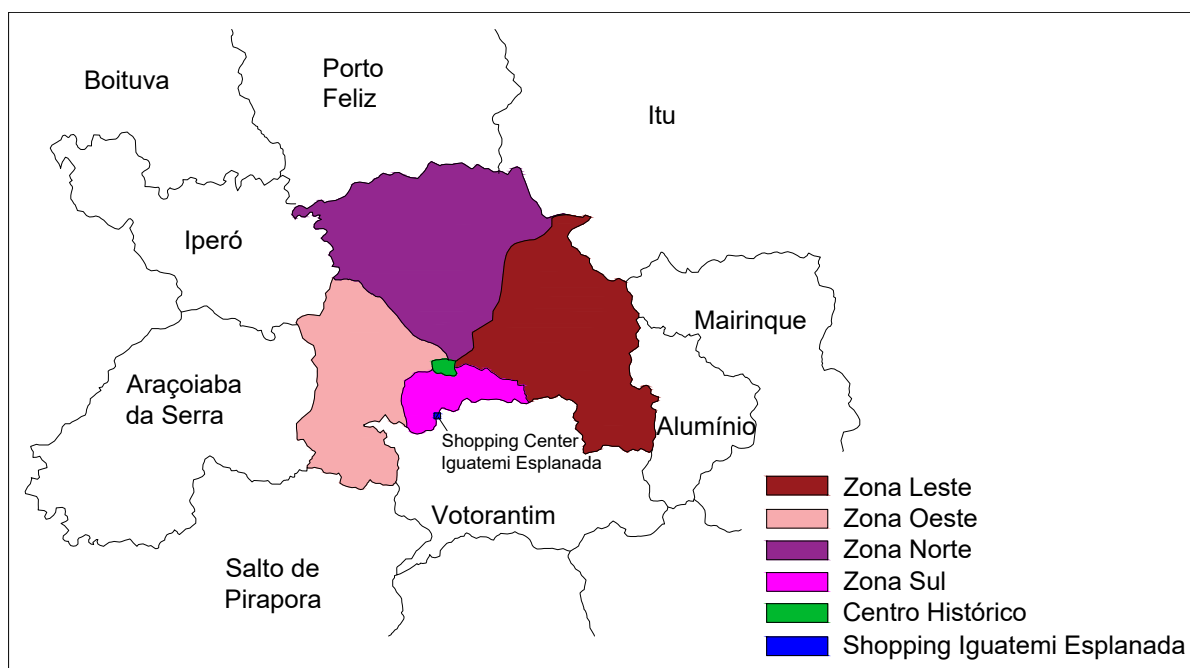 Boituva
Porto
Feliz
Itu
Iperó
Mairinque
Araçoiaba
da Serra
Alumínio
Shopping Center
Iguatemi Esplanada
Votorantim
Salto de
Pirapora
Zona Leste
Zona Oeste
Zona Norte
Zona Sul
Centro Histórico
Shopping Iguatemi Esplanada